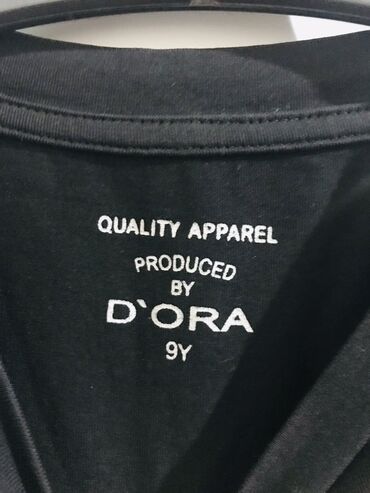 QUALITY APPAREL
PRODUCED
BY
D`ORA
9Y